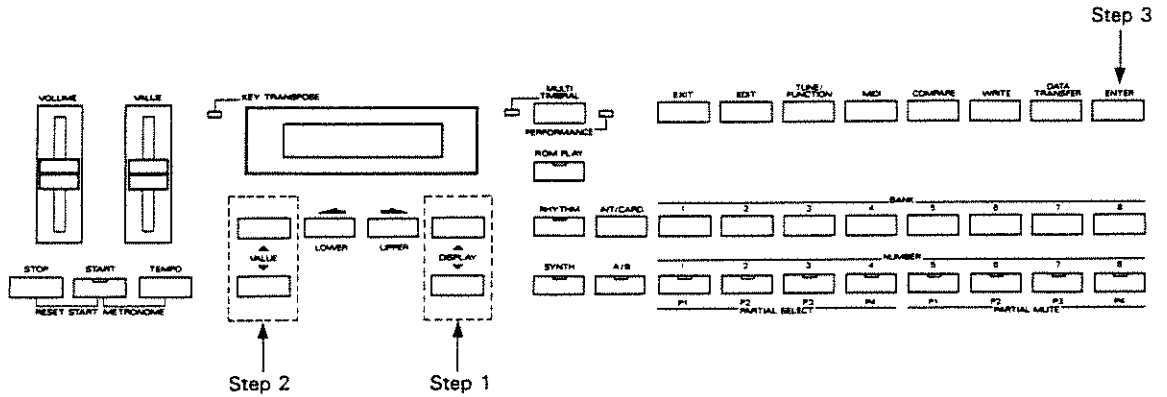 Step 3
VOLUME VALUE KEY TRANSPOSE MULTI TIMBRAL EXIT EDIT TUNE/FUNCTION MIDI COMPARE WRITE DATA TRANSFER ENTER
PERFORMANCE
ROM PLAY
RHYTHM INT/CARD BANK
1 2 3 4 5 6 7 8
VALUE LOWER UPPER DISPLAY
STOP START TEMPO SYNTH A/B NUMBER
1 2 3 4 5 6 7 8
RESET START METRONOME
P1 P2 P3 P4 P1 P2 P3 P4
PARTIAL SELECT PARTIAL MUTE
Step 2 Step 1